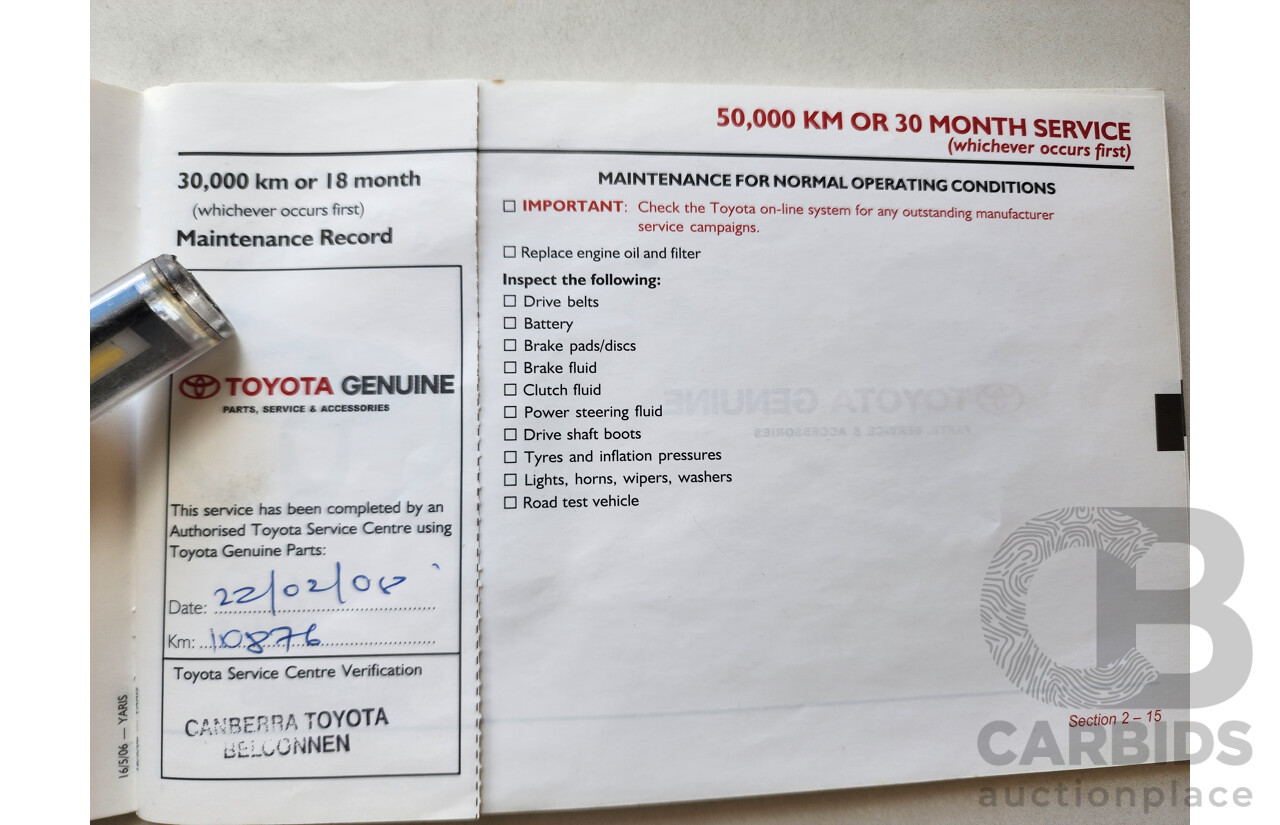 30,000 km or 18 month
(whichever occurs first)
Maintenance Record
TOYOTA GENUINE
PARTS, SERVICE & ACCESSORIES
This service has been completed by an
Authorised Toyota Service Centre using
Toyota Genuine Parts:
Date: 22/02/08
Km: 10876
Toyota Service Centre Verification
CANBERRA TOYOTA
BELCONNEN
16/5/06 — YARIS
50,000 KM OR 30 MONTH SERVICE
(whichever occurs first)
MAINTENANCE FOR NORMAL OPERATING CONDITIONS
IMPORTANT: Check the Toyota on-line system for any outstanding manufacturer
service campaigns.
Replace engine oil and filter
Inspect the following:
Drive belts
Battery
Brake pads/discs
Brake fluid
Clutch fluid
Power steering fluid
Drive shaft boots
Tyres and inflation pressures
Lights, horns, wipers, washers
Road test vehicle
Section 2 – 15
CB
CARBIDS
auctionplace